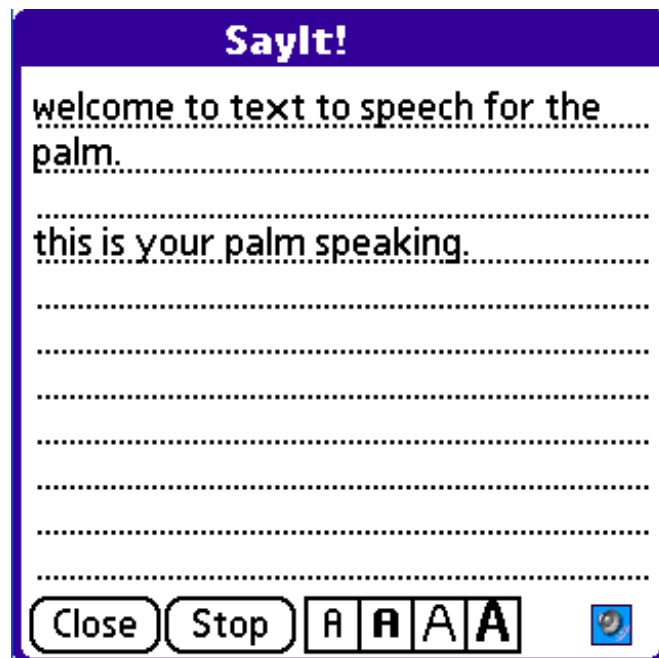 SayIt!
welcome to text to speech for the
palm.
this is your palm speaking.
Close Stop A A A A